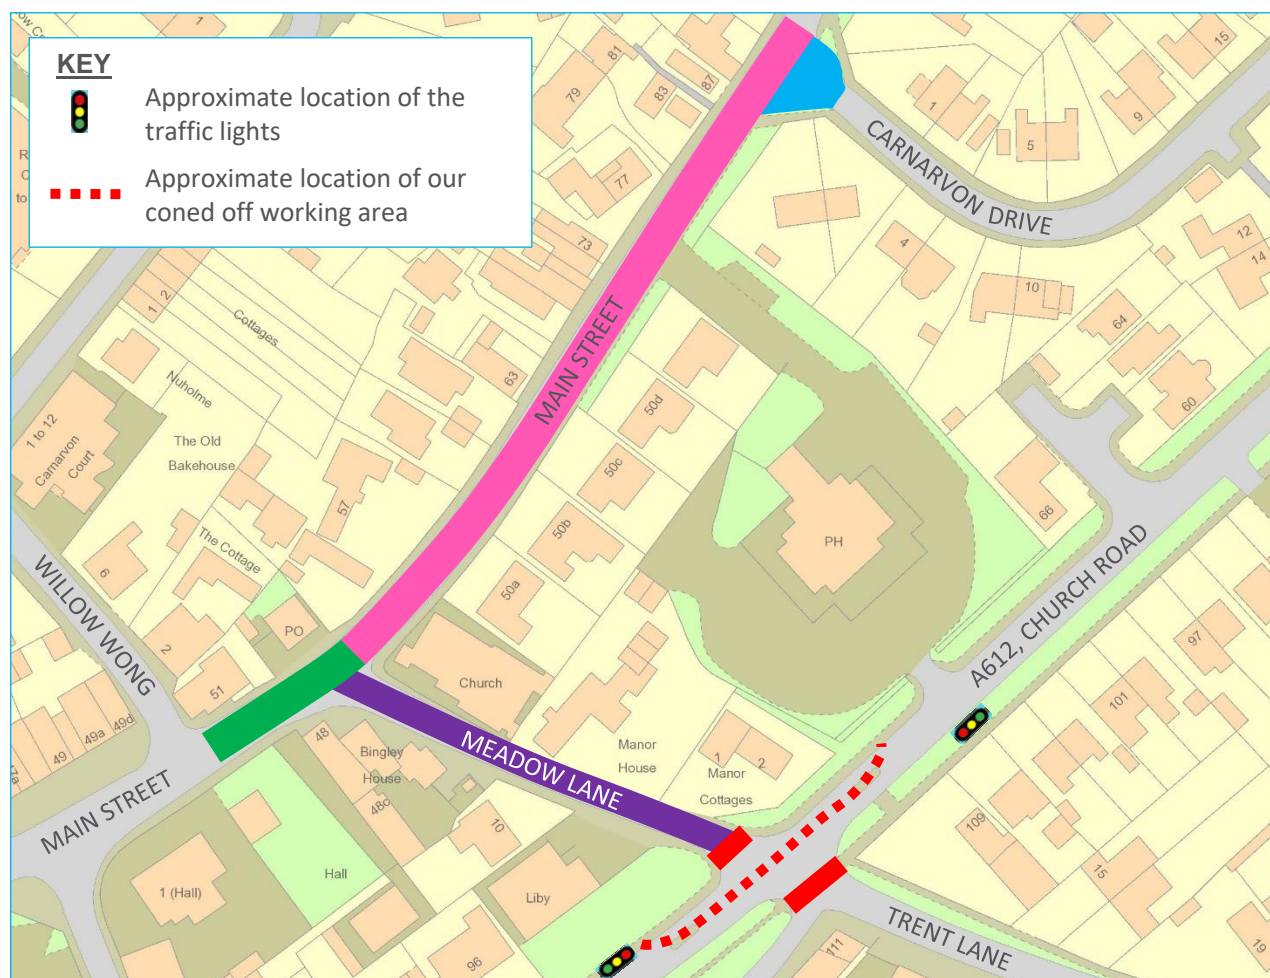 KEY
Approximate location of the
traffic lights
Approximate location of our
coned off working area
1
81
87
83
79
77
73
15
1
9
5
CARNARVON DRIVE
4
10
12
14
64
60
66
1 2
Cottages
Nuholme
The Old
Bakehouse
1 to 12
Carnarvon
Court
63
MAIN STREET
50d
50c
50b
50a
57
The Cottage
6
2
51
PO
PH
WILLOW WONG
Church
A612, CHURCH ROAD
97
101
109
15
19
111
49
49a
49d
MAIN STREET
48
Bingley
House
48c
10
MEADOW LANE
Manor
House
1
2
Manor
Cottages
1 (Hall)
Hall
Liby
96
TRENT LANE